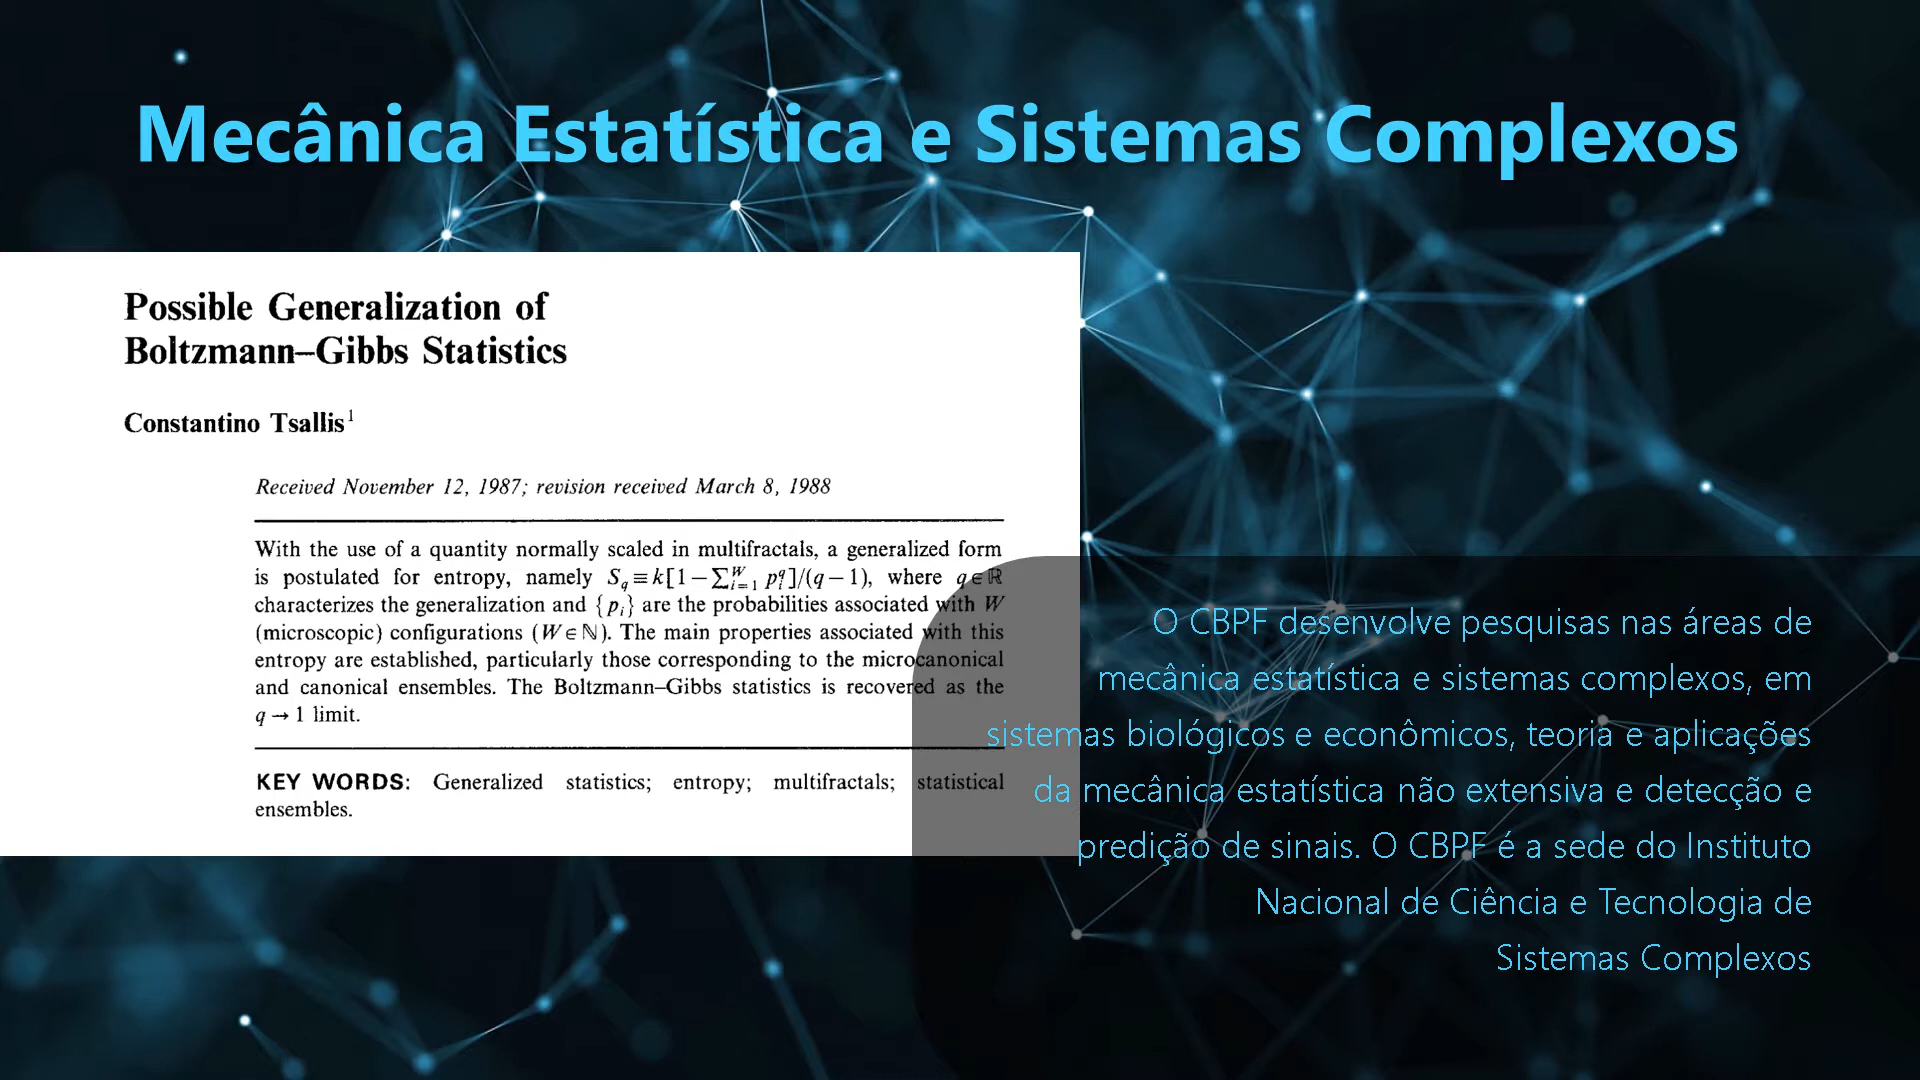 Mecânica Estatística e Sistemas Complexos
Possible Generalization of
Boltzmann–Gibbs Statistics
Constantino Tsallis¹
Received November 12, 1987; revision received March 8, 1988
With the use of a quantity normally scaled in multifractals, a generalized form
is postulated for entropy, namely S_q ≡ k[1 − ∑_{i=1}^W p_i^q]/(q − 1), where q ∈ ℝ
characterizes the generalization and {p_i} are the probabilities associated with W
(microscopic) configurations (W ∈ ℕ). The main properties associated with this
entropy are established, particularly those corresponding to the microcanonical
and canonical ensembles. The Boltzmann–Gibbs statistics is recovered as the
q → 1 limit.
KEY WORDS: Generalized statistics; entropy; multifractals; statistical
ensembles.
O CBPF desenvolve pesquisas nas áreas de
mecânica estatística e sistemas complexos, em
sistemas biológicos e econômicos, teoria e aplicações
da mecânica estatística não extensiva e detecção e
predição de sinais. O CBPF é a sede do Instituto
Nacional de Ciência e Tecnologia de
Sistemas Complexos